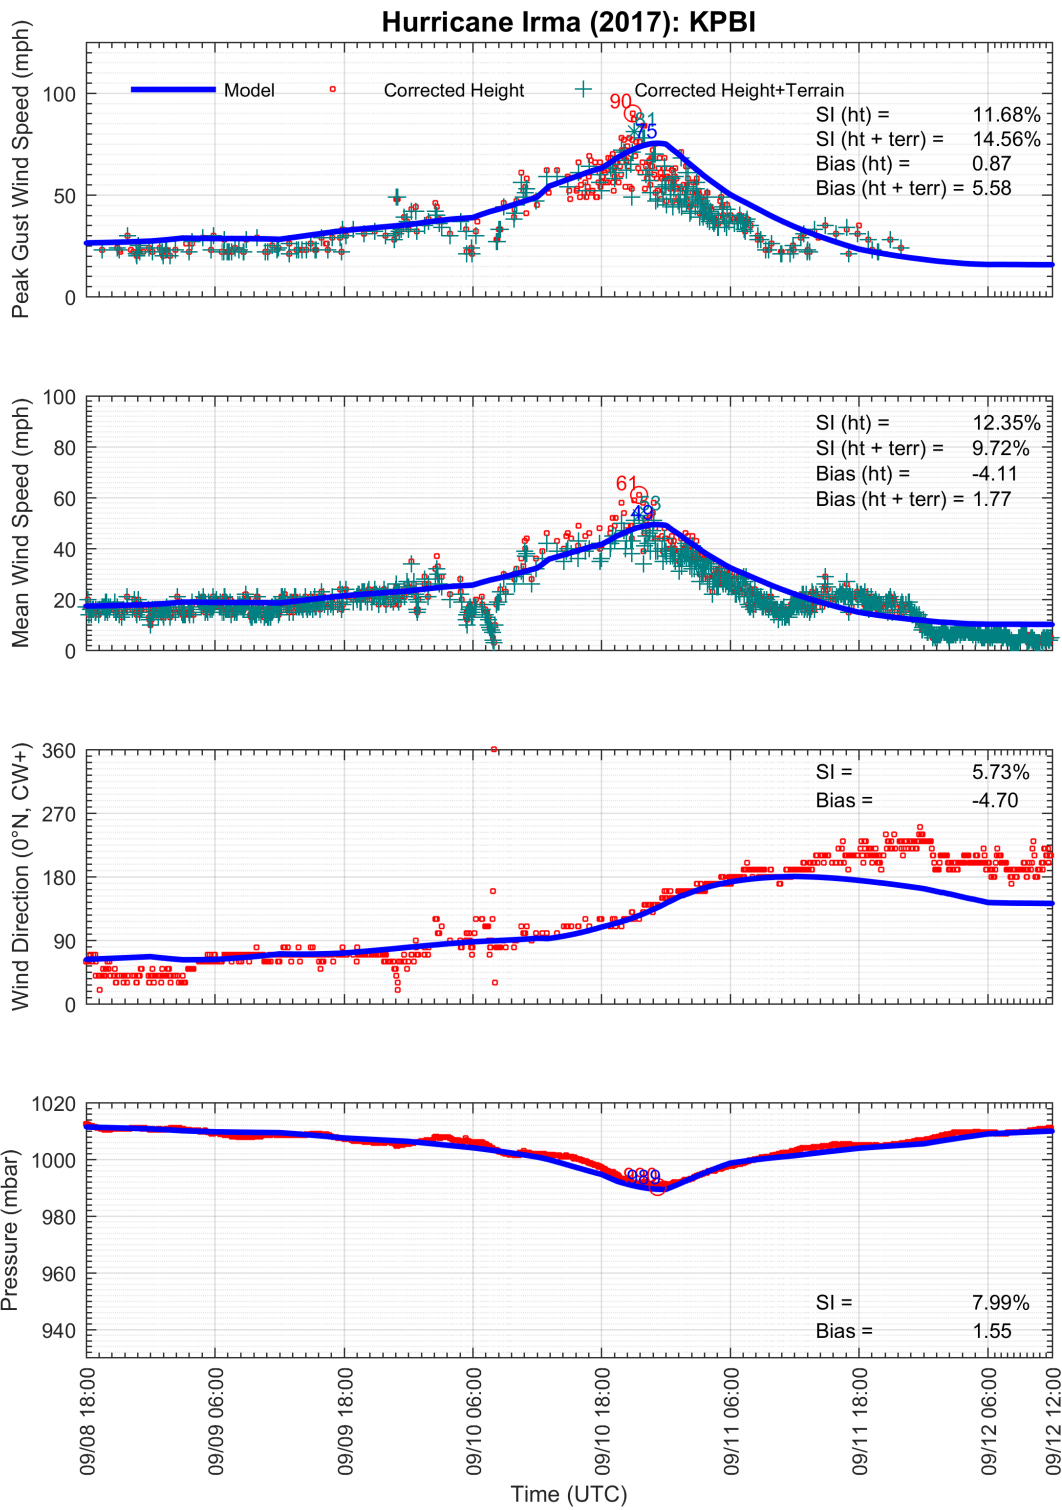 Hurricane Irma (2017): KPBI
Peak Gust Wind Speed (mph)
100
50
0
Model
Corrected Height
Corrected Height+Terrain
90
81
75
SI (ht) = 11.68%
SI (ht + terr) = 14.56%
Bias (ht) = 0.87
Bias (ht + terr) = 5.58
Mean Wind Speed (mph)
100
80
60
40
20
0
61
53
49
SI (ht) = 12.35%
SI (ht + terr) = 9.72%
Bias (ht) = -4.11
Bias (ht + terr) = 1.77
Wind Direction (0°N, CW+)
360
270
180
90
0
SI = 5.73%
Bias = -4.70
Pressure (mbar)
1020
1000
980
960
940
989
SI = 7.99%
Bias = 1.55
09/08 18:00
09/09 06:00
09/09 18:00
09/10 06:00
09/10 18:00
09/11 06:00
09/11 18:00
09/12 06:00
09/12 12:00
Time (UTC)